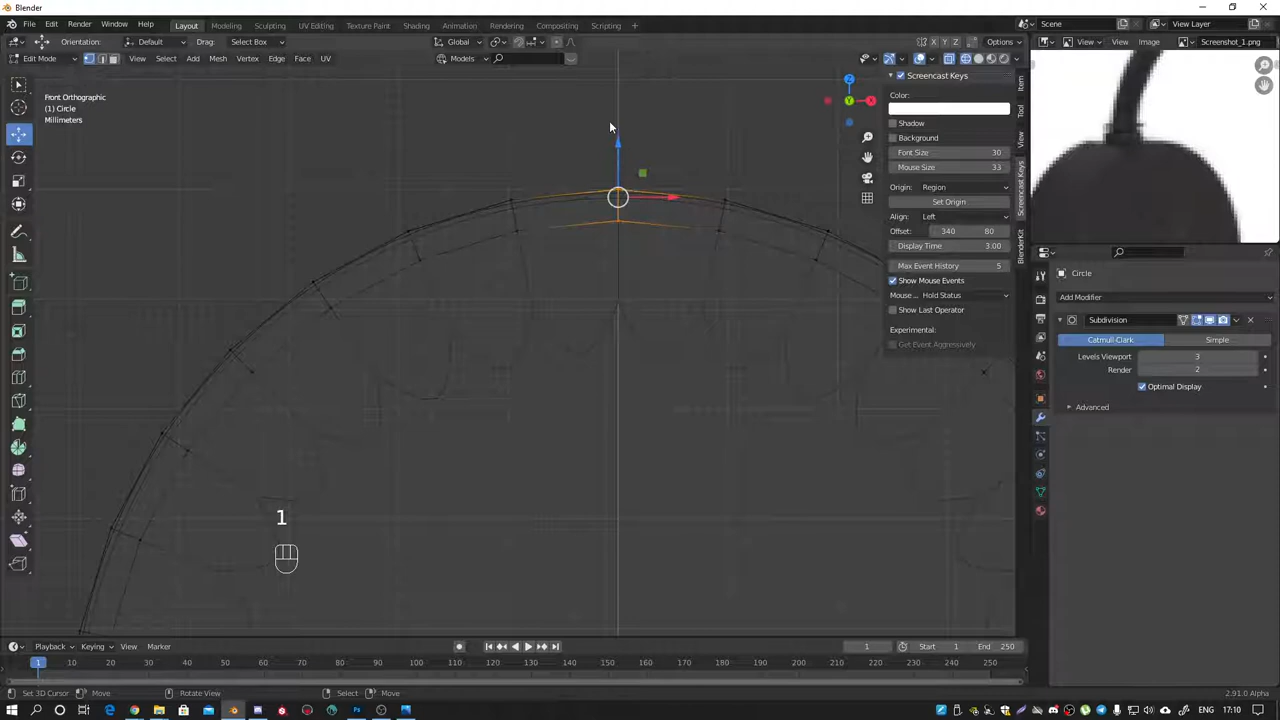 Blender
File Edit Render Window Help Layout Modeling Sculpting UV Editing Texture Paint Shading Animation Rendering Compositing Scripting + Scene View Layer
Orientation: Default Drag: Select Box Global X Y Z Options View Screenshot_1.png
Edit Mode View Select Add Mesh Vertex Edge Face UV Models View Image
Front Orthographic
(1) Circle
Millimeters
Screencast Keys
Color:
Shadow
Background
Font Size 30
Mouse Size 33
Origin: Region
Set Origin
Align: Left
Offset: 340 80
Display Time 3.00
Max Event History 5
Show Mouse Events
Mouse... Hold Status
Show Last Operator
Experimental:
Get Event Aggressively
Item
Tool
View
Screencast Keys
BlenderKit
Circle
Add Modifier
Subdivision
Catmull-Clark Simple
Levels Viewport 3
Render 2
Optimal Display
Advanced
1
Playback Keying View Marker 1 Start 1 End 250
1 10 20 30 40 50 60 70 80 90 100 110 120 130 140 150 160 170 180 190 200 210 220 230 240 250
Set 3D Cursor Move Rotate View Select Move 2.91.0 Alpha
ENG 17:10